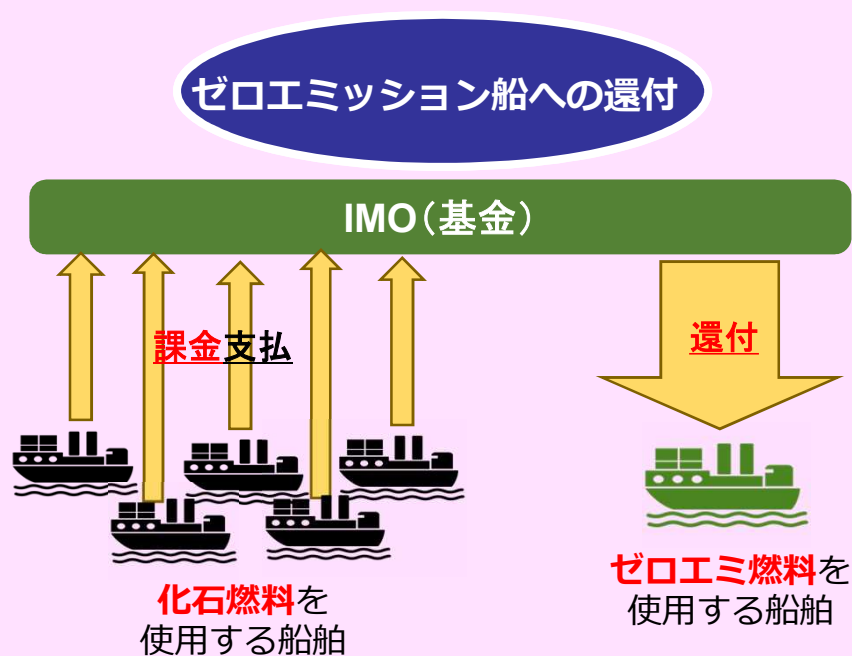 ゼロエミッション船への還付
IMO（基金）
課金支払
還付
化石燃料を
使用する船舶
ゼロエミ燃料を
使用する船舶